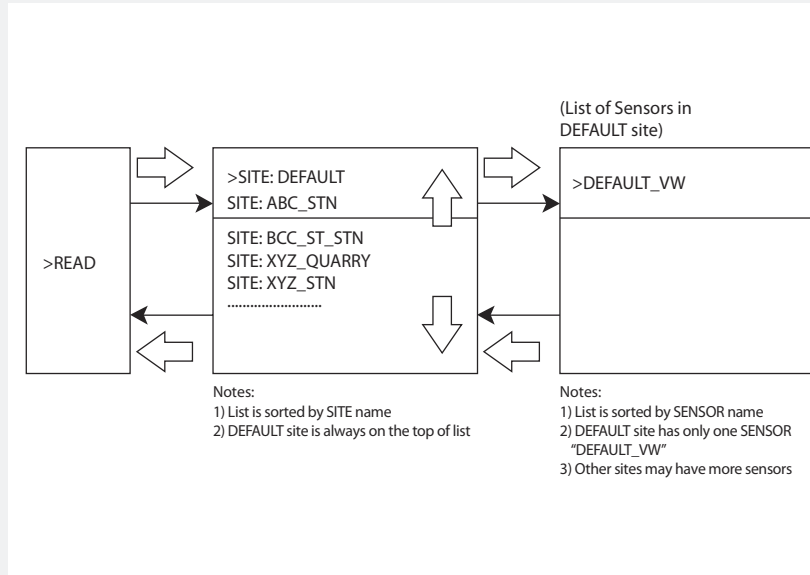 (List of Sensors in
DEFAULT site)
>READ
>SITE: DEFAULT
SITE: ABC_STN
SITE: BCC_ST_STN
SITE: XYZ_QUARRY
SITE: XYZ_STN
........................
>DEFAULT_VW
Notes:
1) List is sorted by SITE name
2) DEFAULT site is always on the top of list
Notes:
1) List is sorted by SENSOR name
2) DEFAULT site has only one SENSOR
“DEFAULT_VW”
3) Other sites may have more sensors